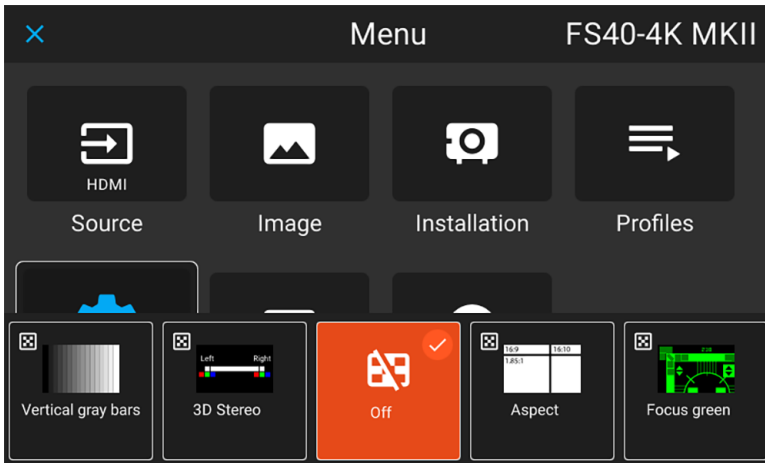 Menu
FS40-4K MKII
HDMI
Source
Image
Installation
Profiles
Left Right
16:9 16:10
1.85:1
Vertical gray bars
3D Stereo
Off
Aspect
Focus green